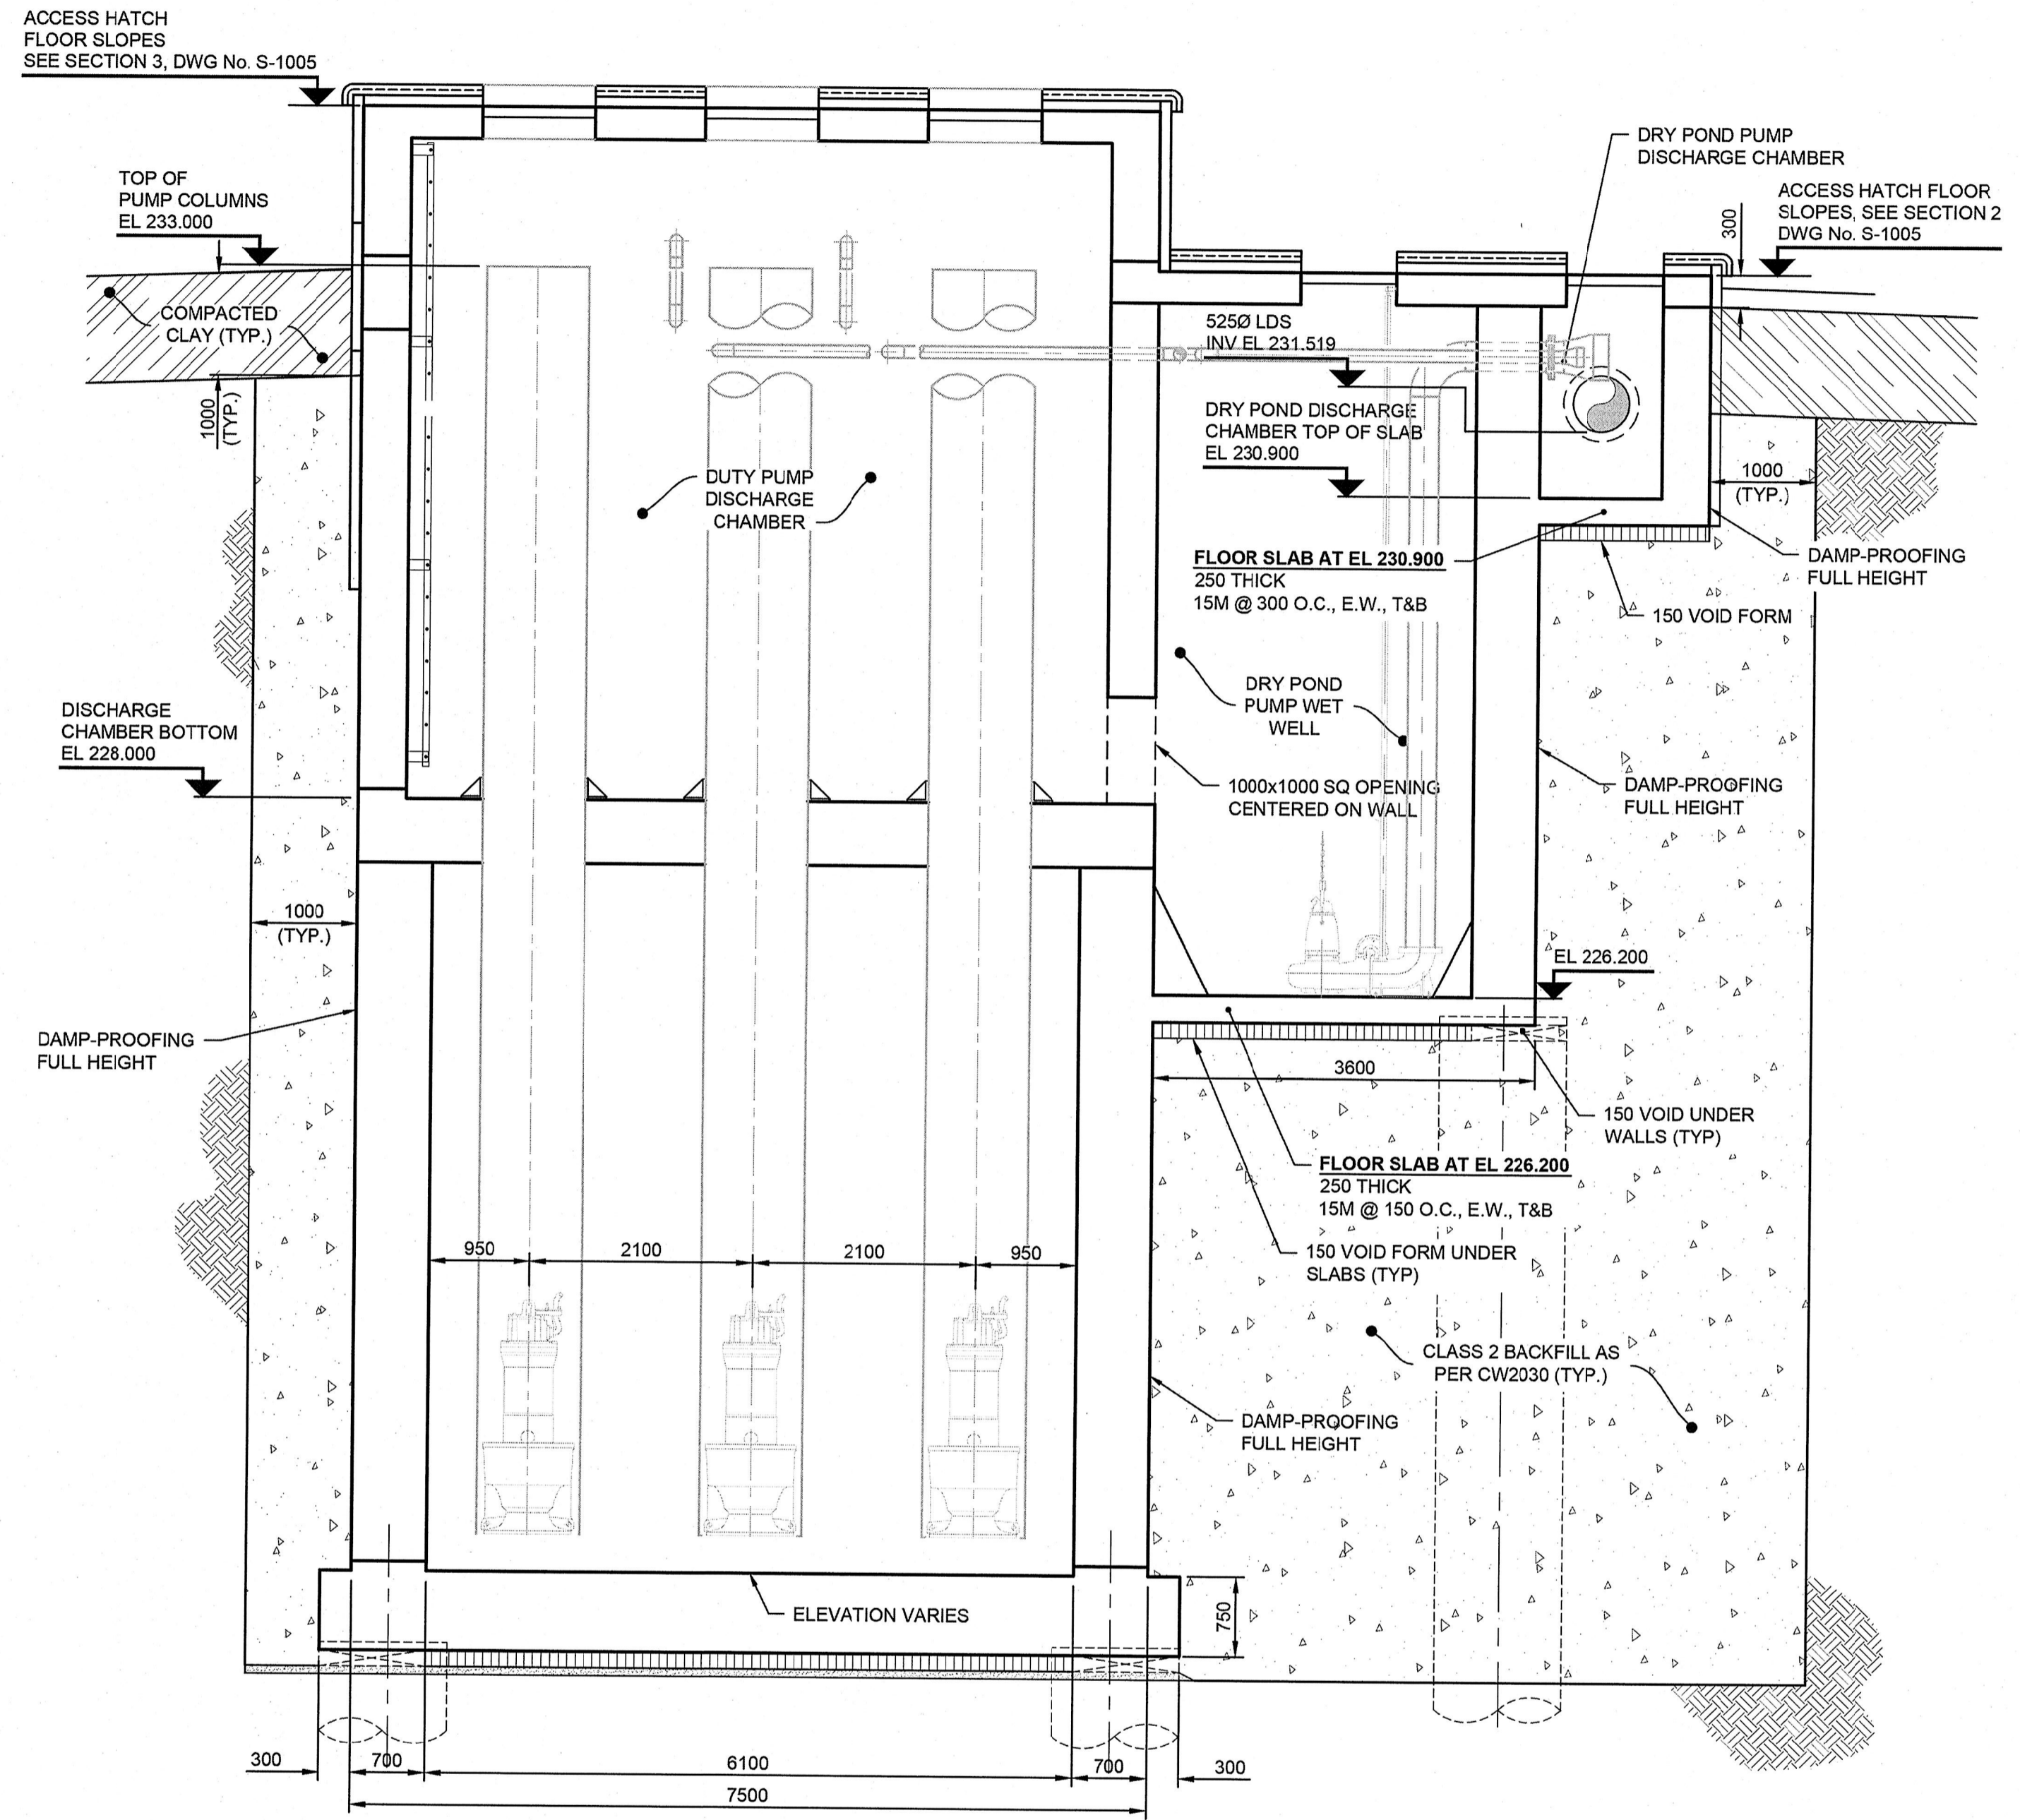 ACCESS HATCH
FLOOR SLOPES
SEE SECTION 3, DWG No. S-1005
TOP OF
PUMP COLUMNS
EL 233.000
COMPACTED
CLAY (TYP.)
1000
(TYP.)
DRY POND PUMP
DISCHARGE CHAMBER
ACCESS HATCH FLOOR
SLOPES, SEE SECTION 2
DWG No. S-1005
300
525Ø LDS
INV EL 231.519
DRY POND DISCHARGE
CHAMBER TOP OF SLAB
EL 230.900
DUTY PUMP
DISCHARGE
CHAMBER
1000
(TYP.)
FLOOR SLAB AT EL 230.900
250 THICK
15M @ 300 O.C., E.W., T&B
DAMP-PROOFING
FULL HEIGHT
150 VOID FORM
DISCHARGE
CHAMBER BOTTOM
EL 228.000
DRY POND
PUMP WET
WELL
1000x1000 SQ OPENING
CENTERED ON WALL
DAMP-PROOFING
FULL HEIGHT
1000
(TYP.)
EL 226.200
DAMP-PROOFING
FULL HEIGHT
3600
150 VOID UNDER
WALLS (TYP)
FLOOR SLAB AT EL 226.200
250 THICK
15M @ 150 O.C., E.W., T&B
950
2100
2100
950
150 VOID FORM UNDER
SLABS (TYP)
CLASS 2 BACKFILL AS
PER CW2030 (TYP.)
DAMP-PROOFING
FULL HEIGHT
ELEVATION VARIES
750
300
700
6100
700
300
7500